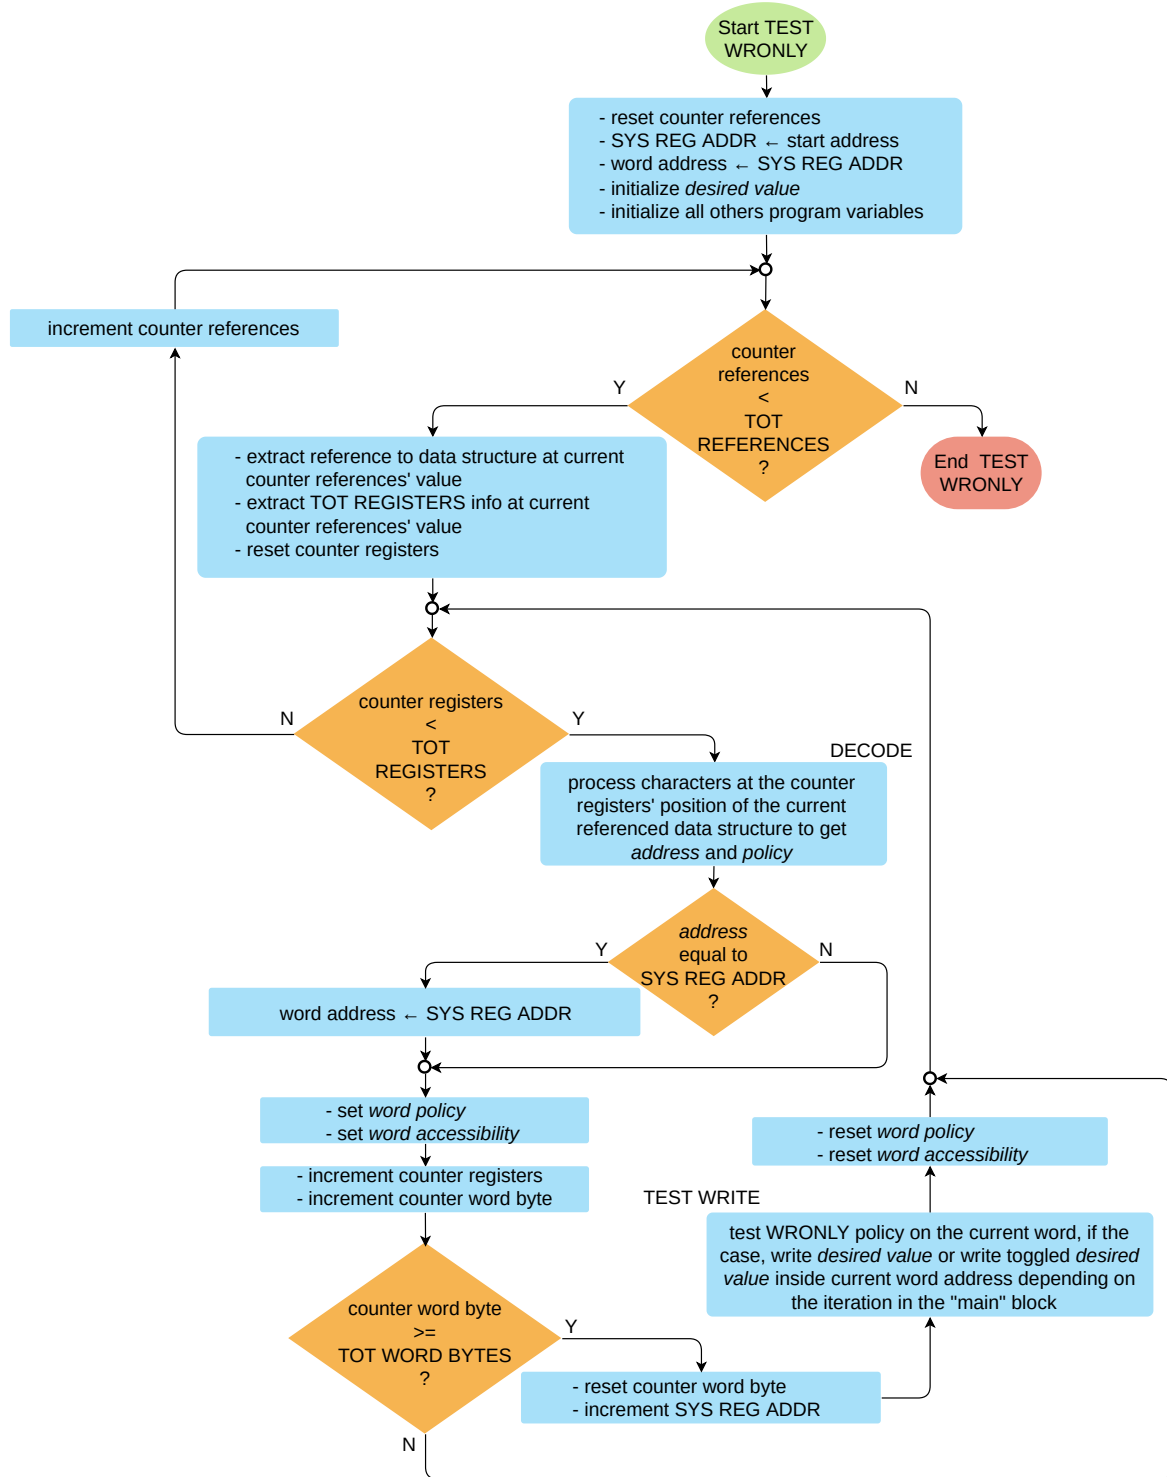 Start TEST
WRONLY
- reset counter references
- SYS REG ADDR ← start address
- word address ← SYS REG ADDR
- initialize desired value
- initialize all others program variables
increment counter references
counter
references
<
TOT
REFERENCES
?
Y
N
End TEST
WRONLY
- extract reference to data structure at current
counter references' value
- extract TOT REGISTERS info at current
counter references' value
- reset counter registers
counter registers
<
TOT
REGISTERS
?
N
Y
DECODE
process characters at the counter
registers' position of the current
referenced data structure to get
address and policy
address
equal to
SYS REG ADDR
?
Y
N
word address ← SYS REG ADDR
- set word policy
- set word accessibility
- increment counter registers
- increment counter word byte
counter word byte
>=
TOT WORD BYTES
?
Y
N
- reset counter word byte
- increment SYS REG ADDR
TEST WRITE
test WRONLY policy on the current word, if the
case, write desired value or write toggled desired
value inside current word address depending on
the iteration in the "main" block
- reset word policy
- reset word accessibility